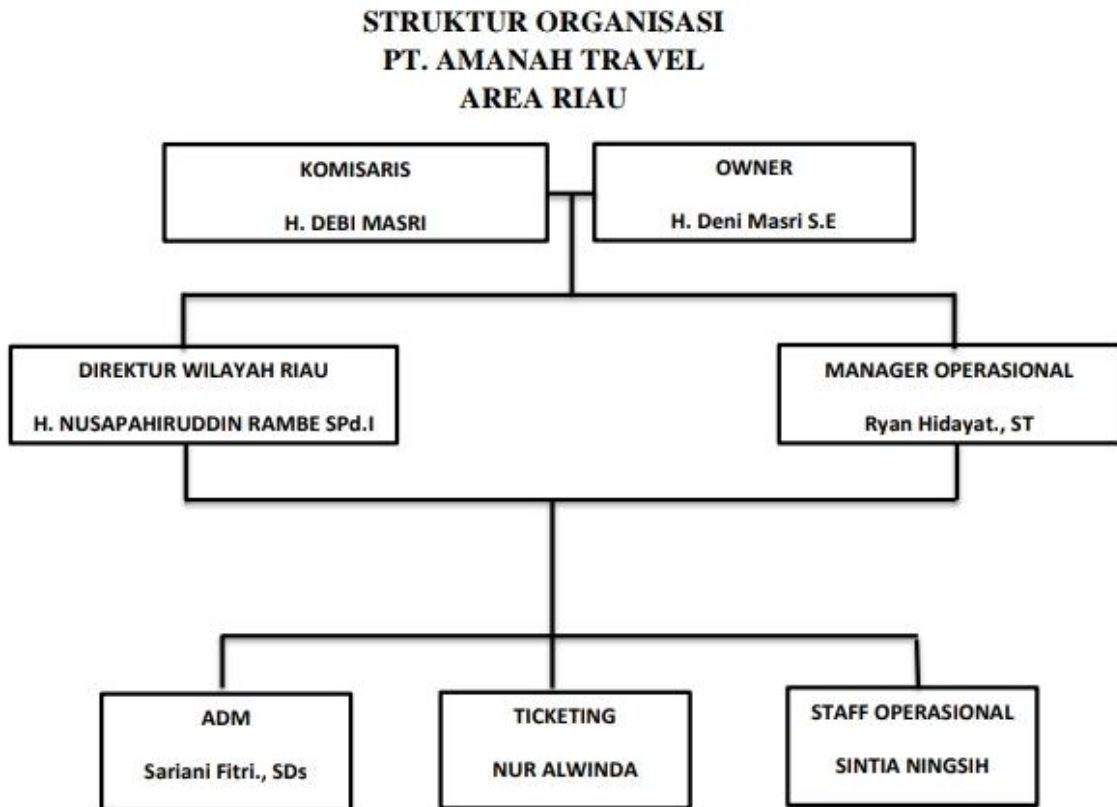 STRUKTUR ORGANISASI
PT. AMANAH TRAVEL
AREA RIAU
KOMISARIS
H. DEBI MASRI
OWNER
H. Deni Masri S.E
DIREKTUR WILAYAH RIAU
H. NUSAPAHIRUDDIN RAMBE SPd.I
MANAGER OPERASIONAL
Ryan Hidayat., ST
ADM
Sariani Fitri., SDs
TICKETING
NUR ALWINDA
STAFF OPERASIONAL
SINTIA NINGSIH